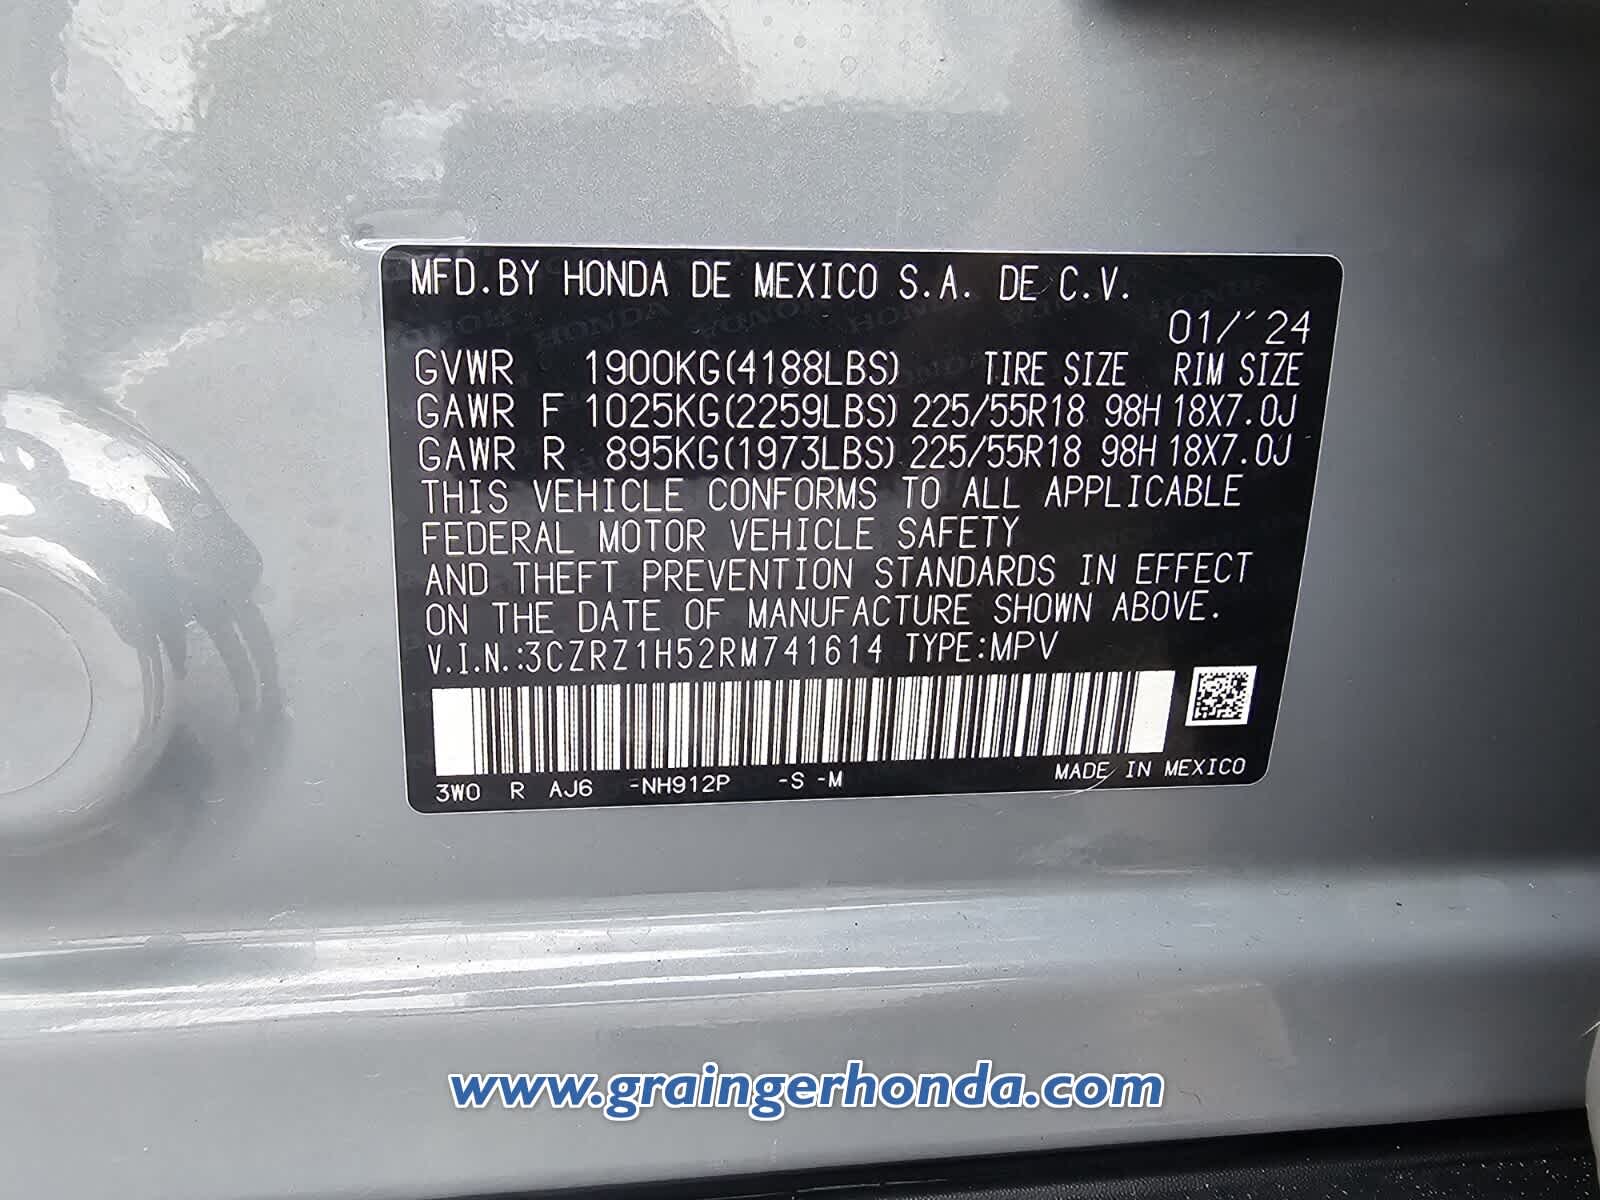 MFD.BY HONDA DE MEXICO S.A. DE C.V.
01/'24
GVWR 1900KG(4188LBS) TIRE SIZE RIM SIZE
GAWR F 1025KG(2259LBS) 225/55R18 98H 18X7.0J
GAWR R 895KG(1973LBS) 225/55R18 98H 18X7.0J
THIS VEHICLE CONFORMS TO ALL APPLICABLE
FEDERAL MOTOR VEHICLE SAFETY
AND THEFT PREVENTION STANDARDS IN EFFECT
ON THE DATE OF MANUFACTURE SHOWN ABOVE.
V.I.N.:3CZRZ1H52RM741614 TYPE:MPV
3W0 R AJ6 -NH912P -S -M MADE IN MEXICO
www.graingerhonda.com